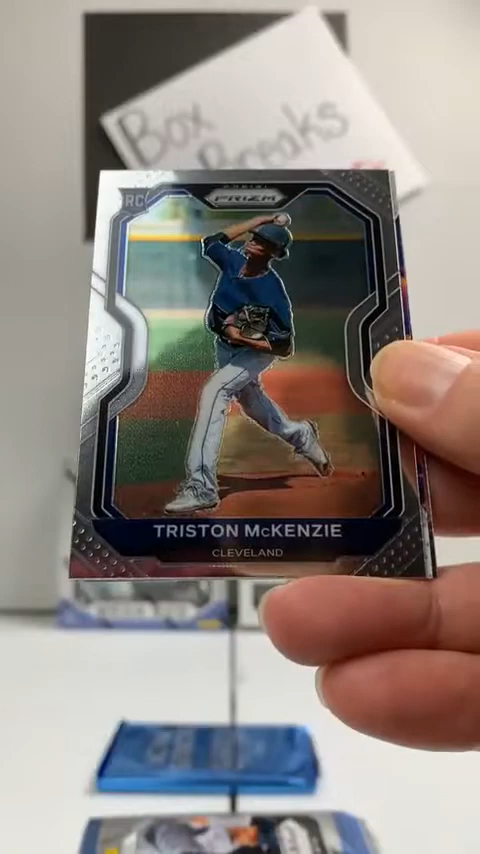 Box
Breaks
RC
PANINI
PRIZM
TRISTON McKENZIE
CLEVELAND